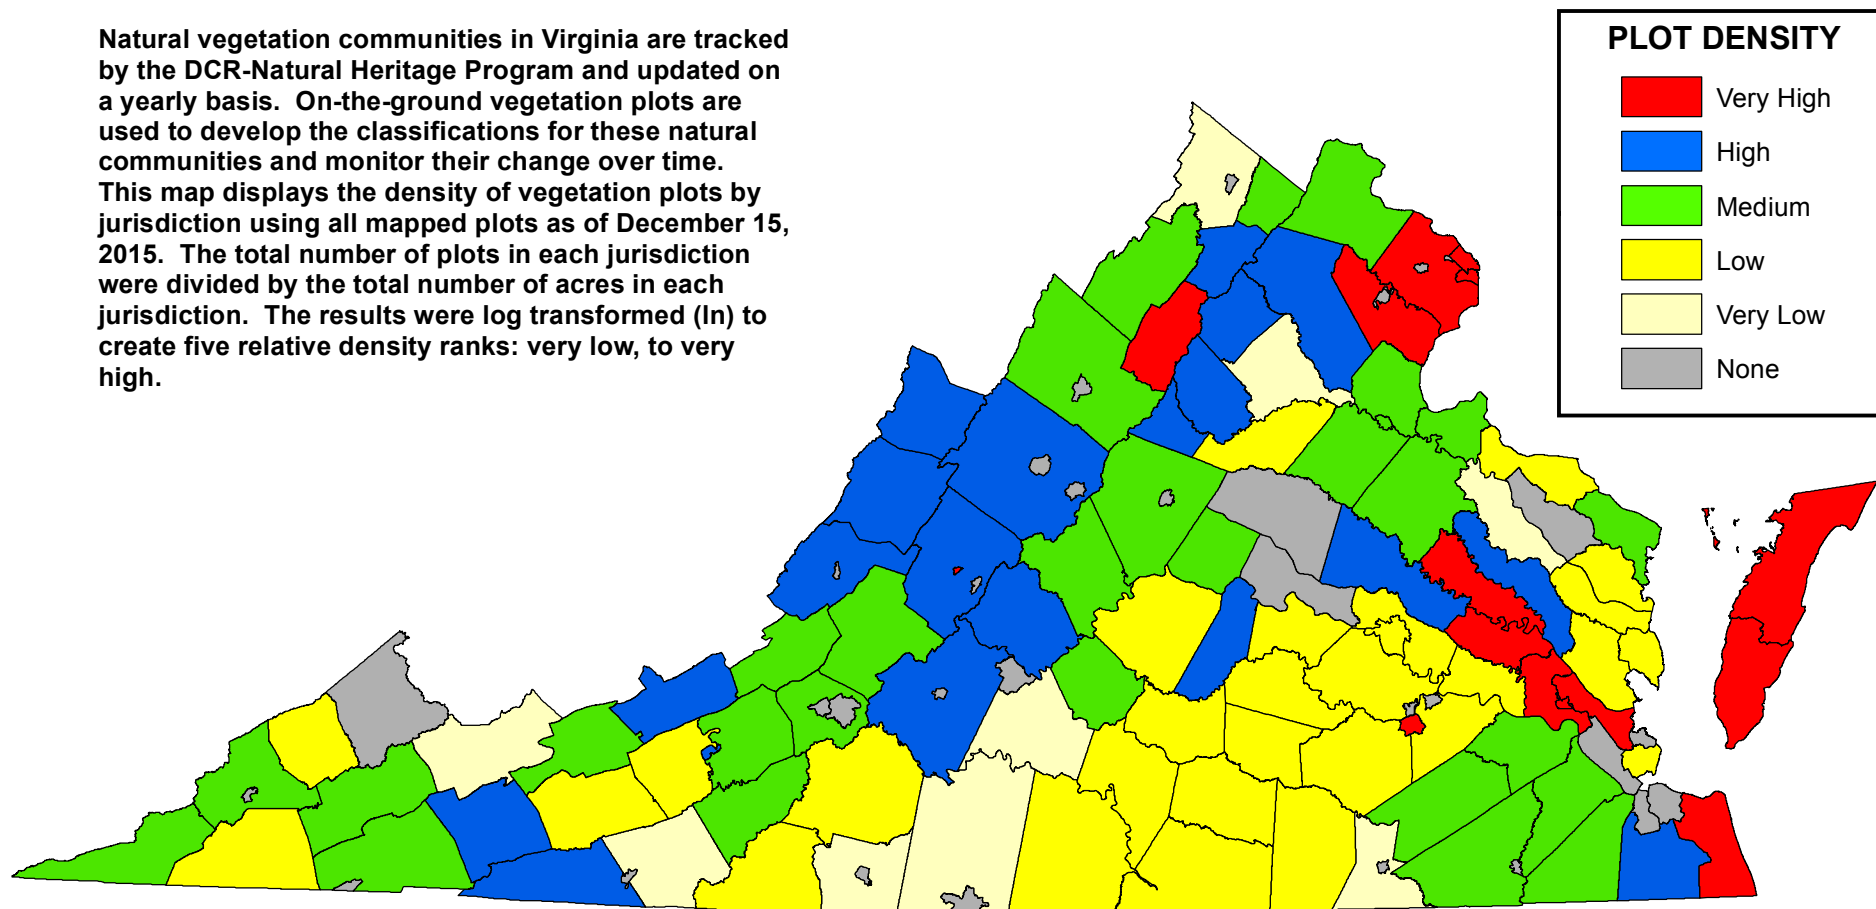 Natural vegetation communities in Virginia are tracked
by the DCR-Natural Heritage Program and updated on
a yearly basis.  On-the-ground vegetation plots are
used to develop the classifications for these natural
communities and monitor their change over time.
This map displays the density of vegetation plots by
jurisdiction using all mapped plots as of December 15,
2015.  The total number of plots in each jurisdiction
were divided by the total number of acres in each
jurisdiction.  The results were log transformed (ln) to
create five relative density ranks: very low, to very
high.
PLOT DENSITY
Very High
High
Medium
Low
Very Low
None